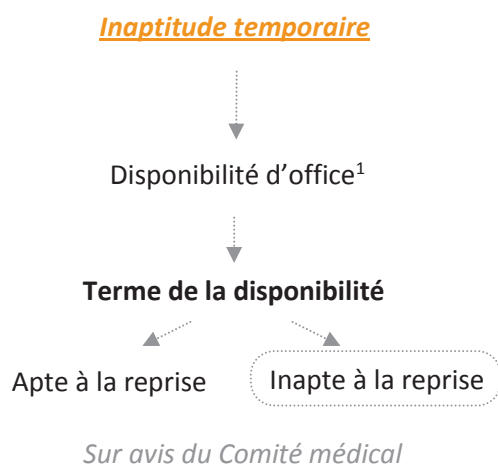 Inaptitude temporaire
Disponibilité d’office¹
Terme de la disponibilité
Apte à la reprise
Inapte à la reprise
Sur avis du Comité médical